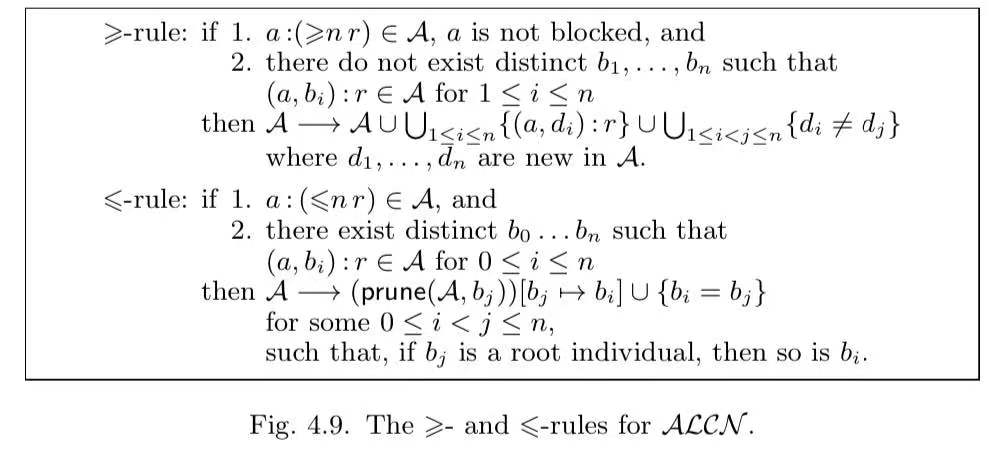 ⩾-rule: if 1. a :(⩾n r) ∈ 𝒜, a is not blocked, and
2. there do not exist distinct b₁, . . . , bₙ such that
(a, bᵢ) : r ∈ 𝒜 for 1 ≤ i ≤ n
then 𝒜 ⟶ 𝒜 ∪ ⋃₁≤ᵢ≤ₙ{(a, dᵢ) : r} ∪ ⋃₁≤ᵢ<ⱼ≤ₙ{dᵢ ≠ dⱼ}
where d₁, . . . , dₙ are new in 𝒜.
⩽-rule: if 1. a : (⩽n r) ∈ 𝒜, and
2. there exist distinct b₀ . . . bₙ such that
(a, bᵢ) : r ∈ 𝒜 for 0 ≤ i ≤ n
then 𝒜 ⟶ (prune(𝒜, bⱼ))[bⱼ ↦ bᵢ] ∪ {bᵢ = bⱼ}
for some 0 ≤ i < j ≤ n,
such that, if bⱼ is a root individual, then so is bᵢ.
Fig. 4.9. The ⩾- and ⩽-rules for 𝒜ℒ𝒞𝒩.